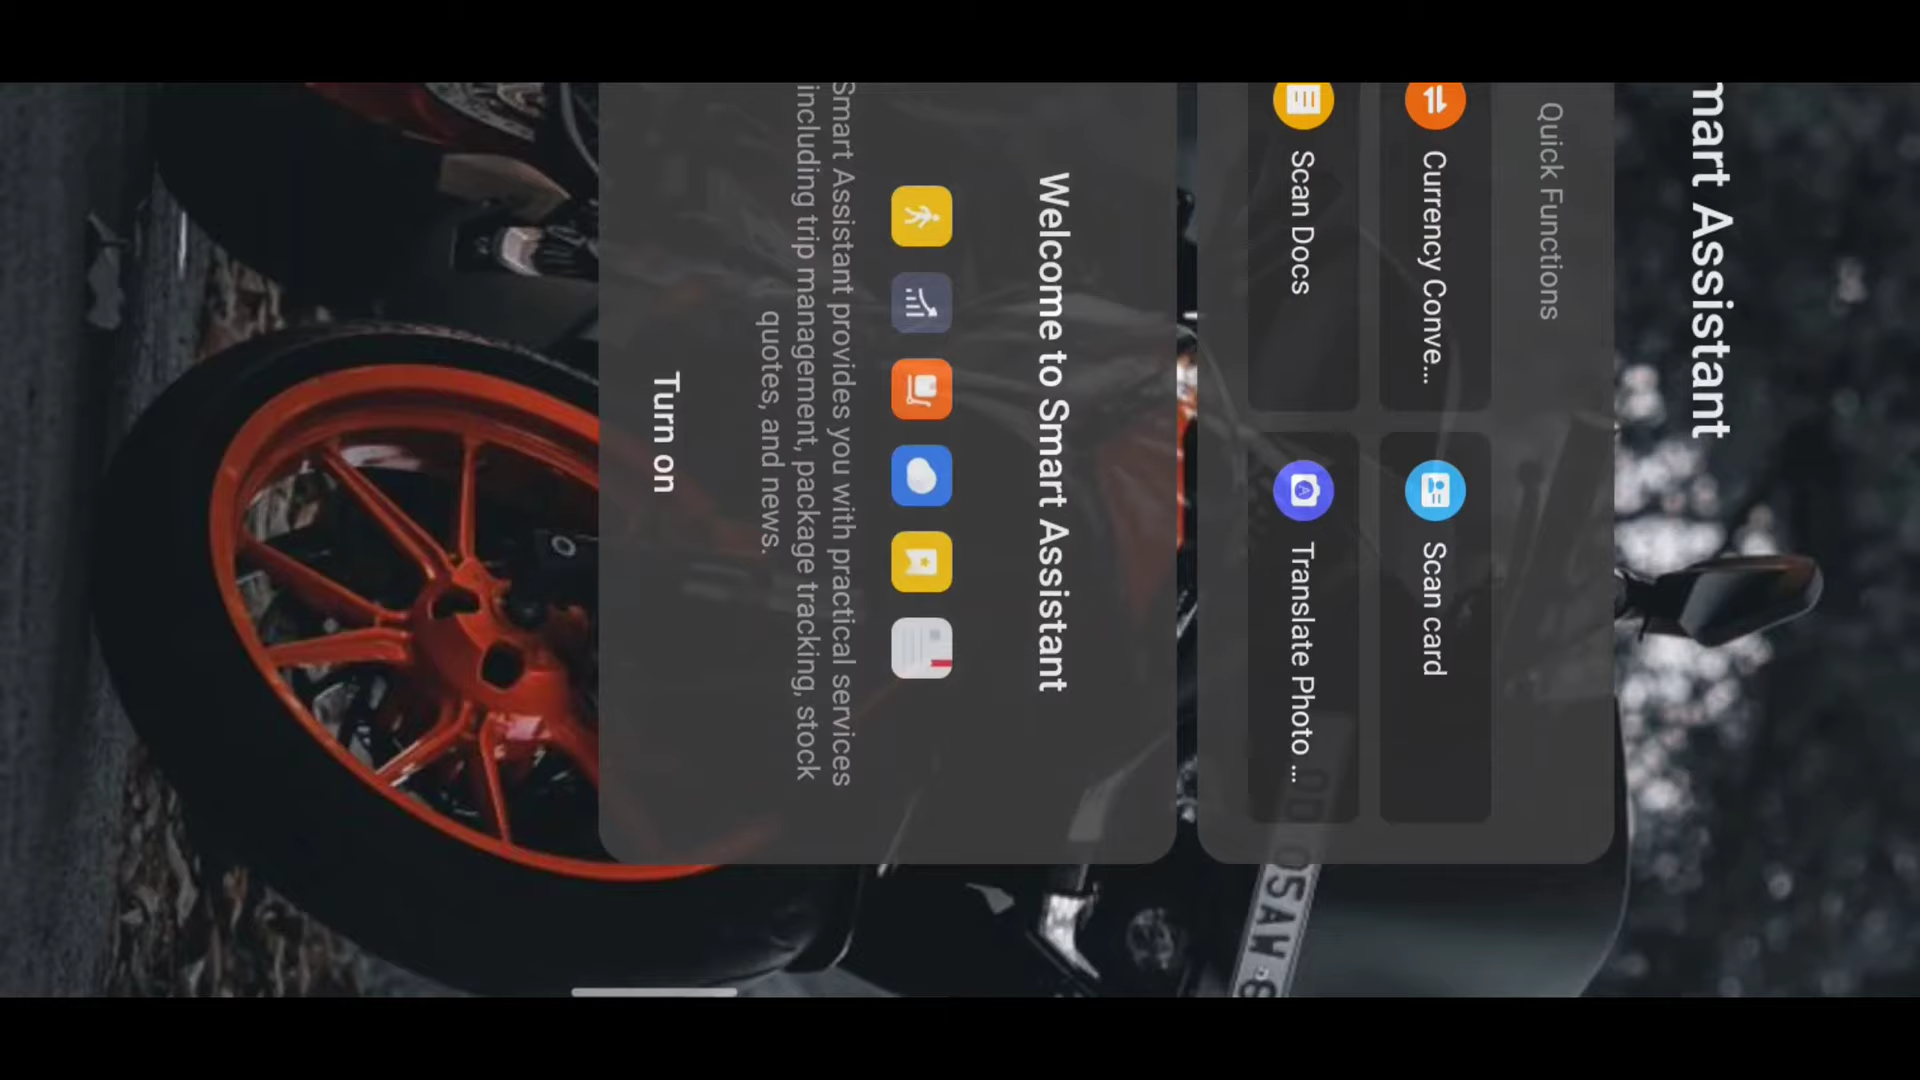 mart Assistant
Quick Functions
Currency Conve...
Scan card
Scan Docs
Translate Photo ...
Welcome to Smart Assistant
Smart Assistant provides you with practical services
including trip management, package tracking, stock
quotes, and news.
Turn on